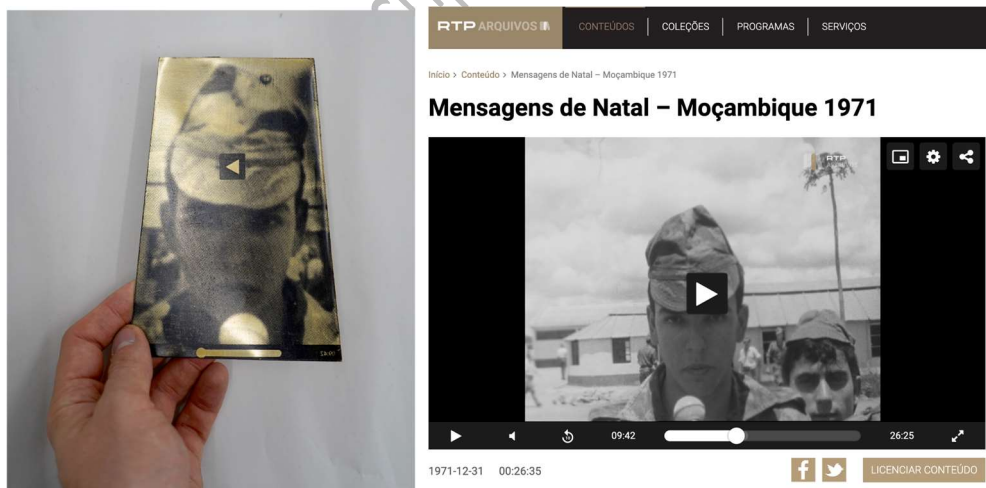 RTP ARQUIVOS
CONTEÚDOS
COLEÇÕES
PROGRAMAS
SERVIÇOS
Início > Conteúdo > Mensagens de Natal – Moçambique 1971
Mensagens de Natal – Moçambique 1971
RTP
09:42
26:25
1971-12-31 00:26:35
LICENCIAR CONTEÚDO